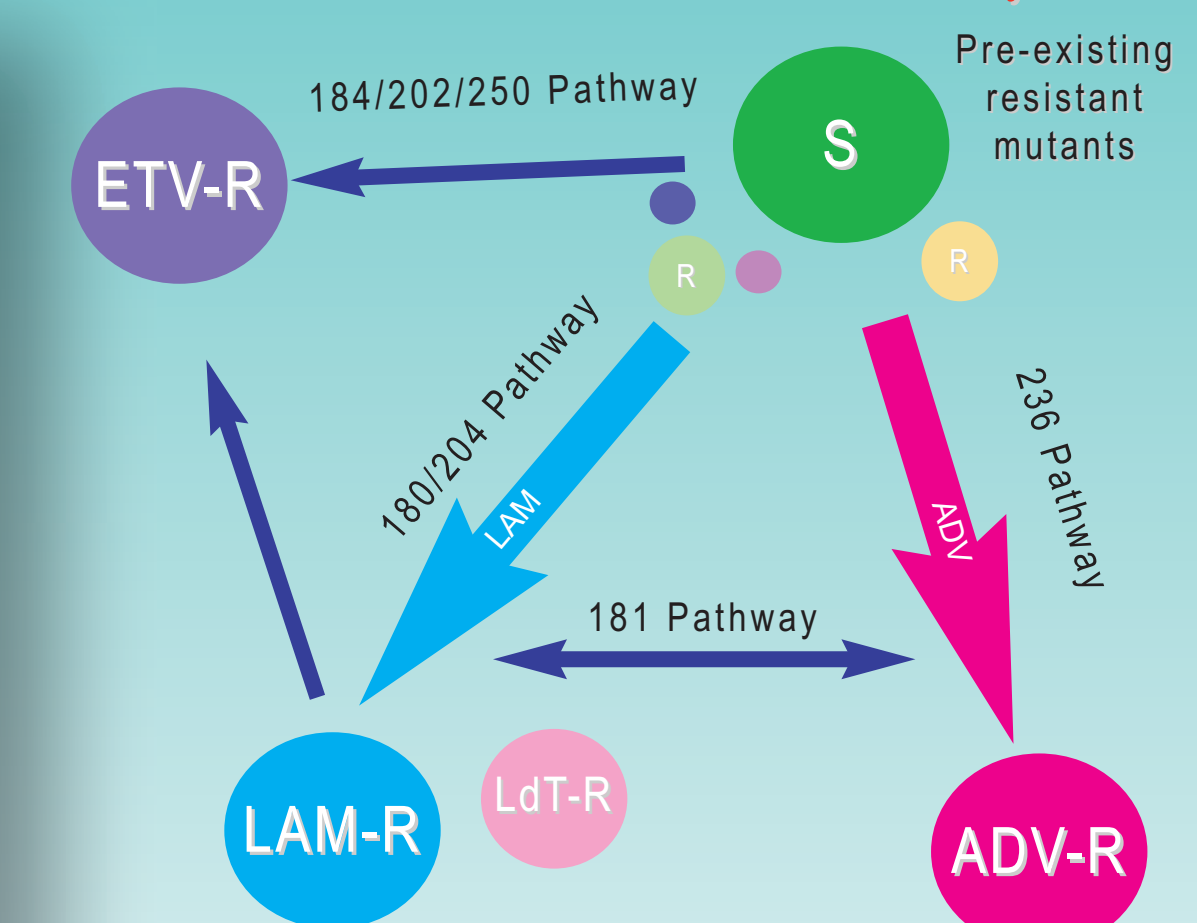 Pre-existing
resistant
mutants
184/202/250 Pathway
S
ETV-R
R
R
180/204 Pathway
LAM
ADV
236 Pathway
181 Pathway
LdT-R
LAM-R
ADV-R